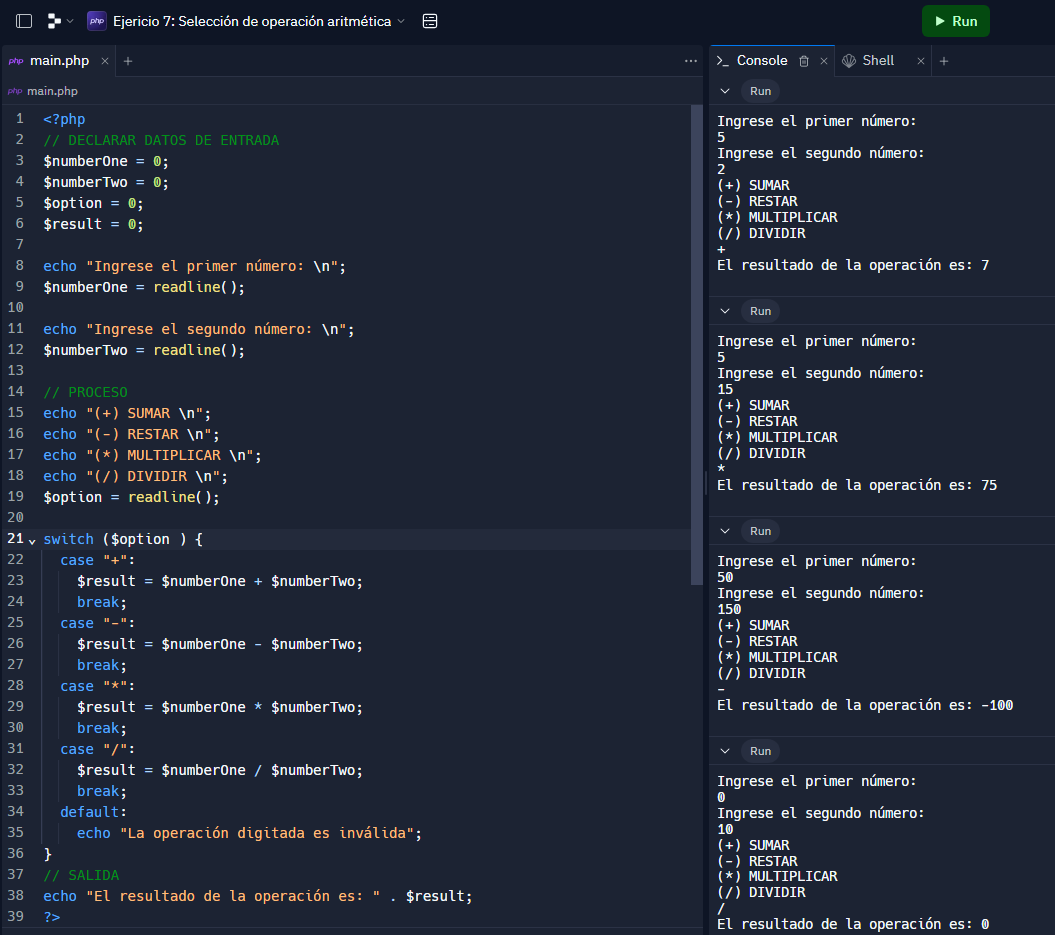 php Ejericio 7: Selección de operación aritmética
Run
php main.php
php main.php
1 <?php
2 // DECLARAR DATOS DE ENTRADA
3 $numberOne = 0;
4 $numberTwo = 0;
5 $option = 0;
6 $result = 0;
7
8 echo "Ingrese el primer número: \n";
9 $numberOne = readline();
10
11 echo "Ingrese el segundo número: \n";
12 $numberTwo = readline();
13
14 // PROCESO
15 echo "(+) SUMAR \n";
16 echo "(-) RESTAR \n";
17 echo "(*) MULTIPLICAR \n";
18 echo "(/) DIVIDIR \n";
19 $option = readline();
20
21 switch ($option ) {
22 case "+":
23 $result = $numberOne + $numberTwo;
24 break;
25 case "-":
26 $result = $numberOne - $numberTwo;
27 break;
28 case "*":
29 $result = $numberOne * $numberTwo;
30 break;
31 case "/":
32 $result = $numberOne / $numberTwo;
33 break;
34 default:
35 echo "La operación digitada es inválida";
36 }
37 // SALIDA
38 echo "El resultado de la operación es: " . $result;
39 ?>
Console
Shell
Run
Ingrese el primer número:
5
Ingrese el segundo número:
2
(+) SUMAR
(-) RESTAR
(*) MULTIPLICAR
(/) DIVIDIR
+
El resultado de la operación es: 7
Run
Ingrese el primer número:
5
Ingrese el segundo número:
15
(+) SUMAR
(-) RESTAR
(*) MULTIPLICAR
(/) DIVIDIR
*
El resultado de la operación es: 75
Run
Ingrese el primer número:
50
Ingrese el segundo número:
150
(+) SUMAR
(-) RESTAR
(*) MULTIPLICAR
(/) DIVIDIR
-
El resultado de la operación es: -100
Run
Ingrese el primer número:
0
Ingrese el segundo número:
10
(+) SUMAR
(-) RESTAR
(*) MULTIPLICAR
(/) DIVIDIR
/
El resultado de la operación es: 0